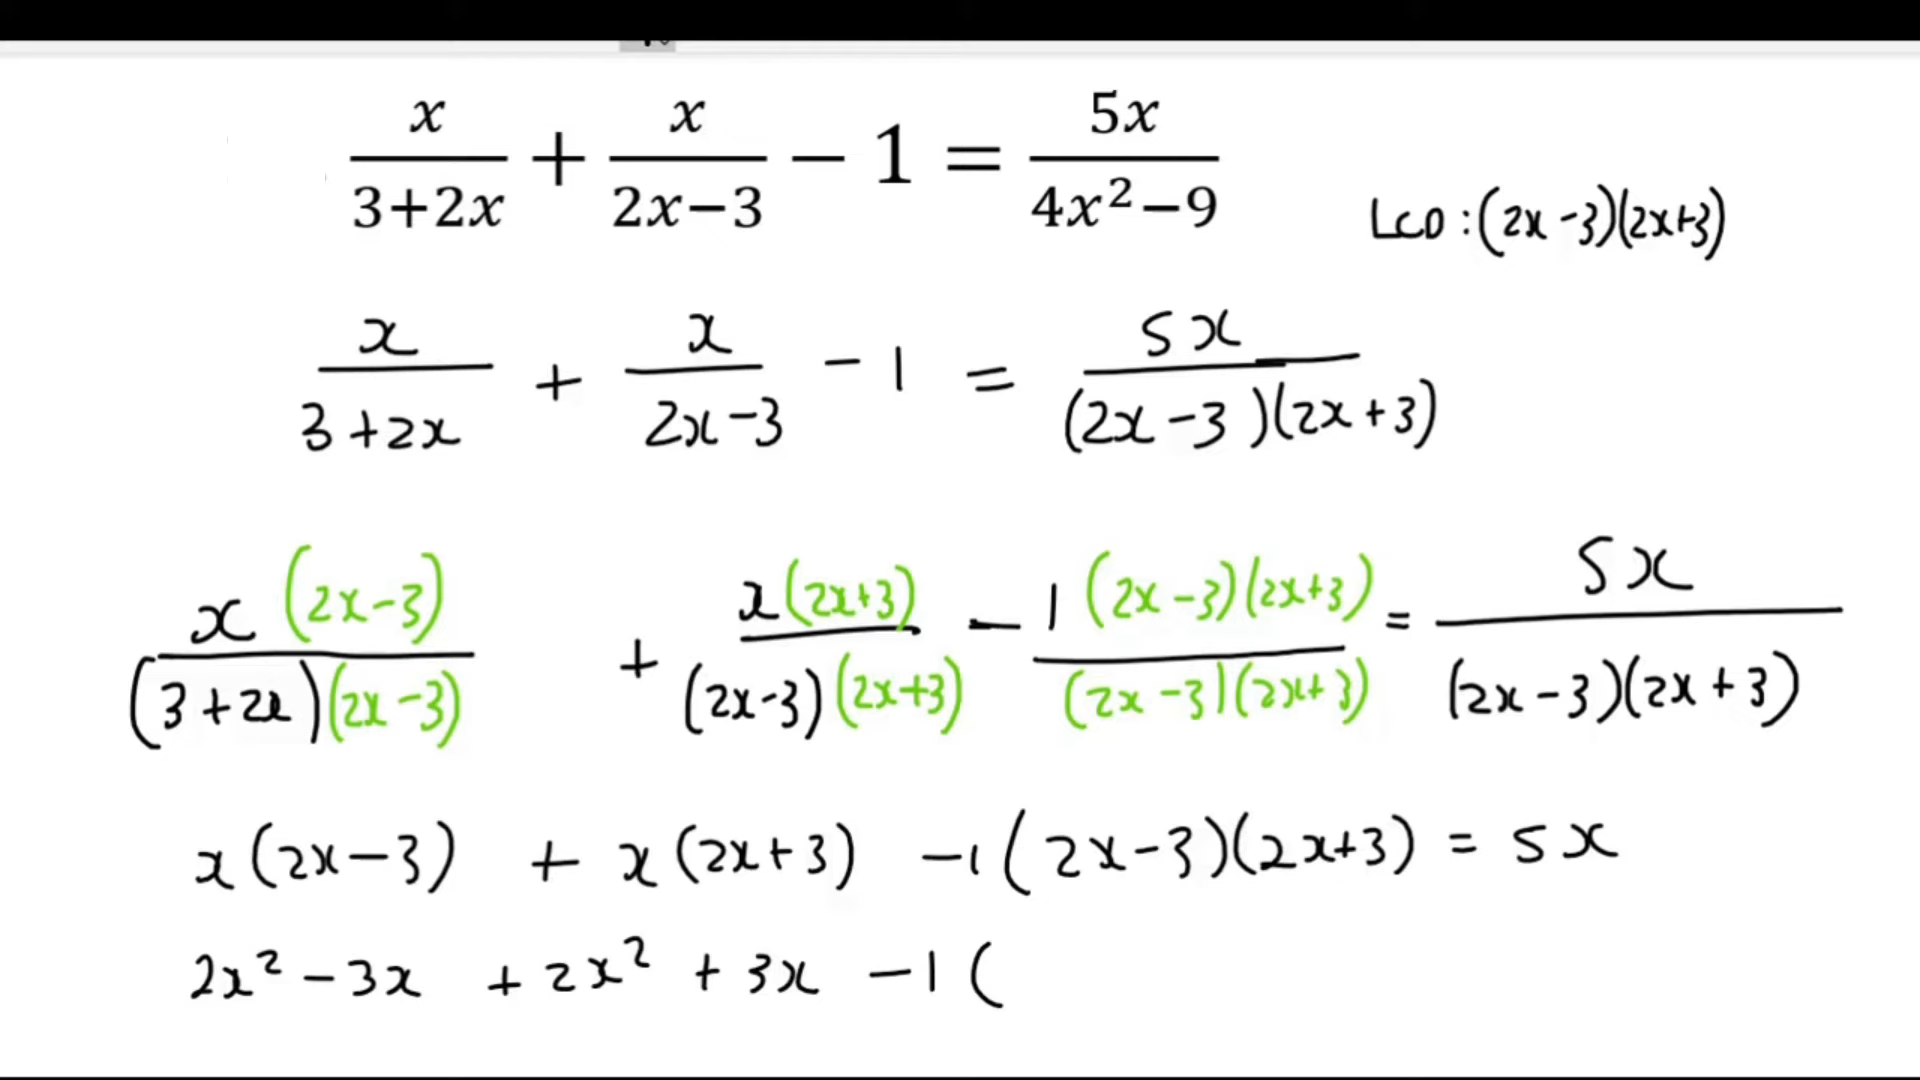 x/(3+2x) + x/(2x−3) − 1 = 5x/(4x²−9)
LCD : (2x −3)(2x+3)
x/(3+2x) + x/(2x−3) − 1 = 5x/((2x−3)(2x+3))
x(2x−3)/((3+2x)(2x−3)) + x(2x+3)/((2x−3)(2x+3)) − 1(2x−3)(2x+3)/((2x−3)(2x+3)) = 5x/((2x−3)(2x+3))
x(2x−3) + x(2x+3) −1(2x−3)(2x+3) = 5x
2x² −3x + 2x² + 3x −1(